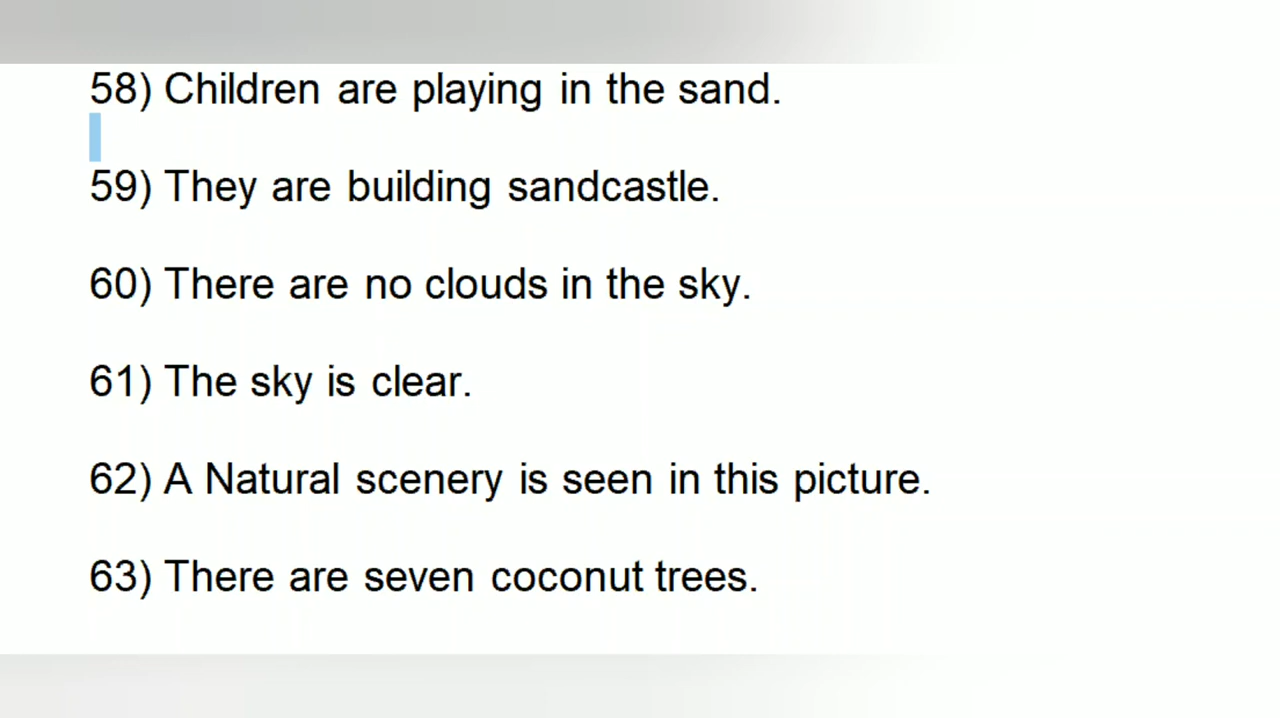 58) Children are playing in the sand.
59) They are building sandcastle.
60) There are no clouds in the sky.
61) The sky is clear.
62) A Natural scenery is seen in this picture.
63) There are seven coconut trees.